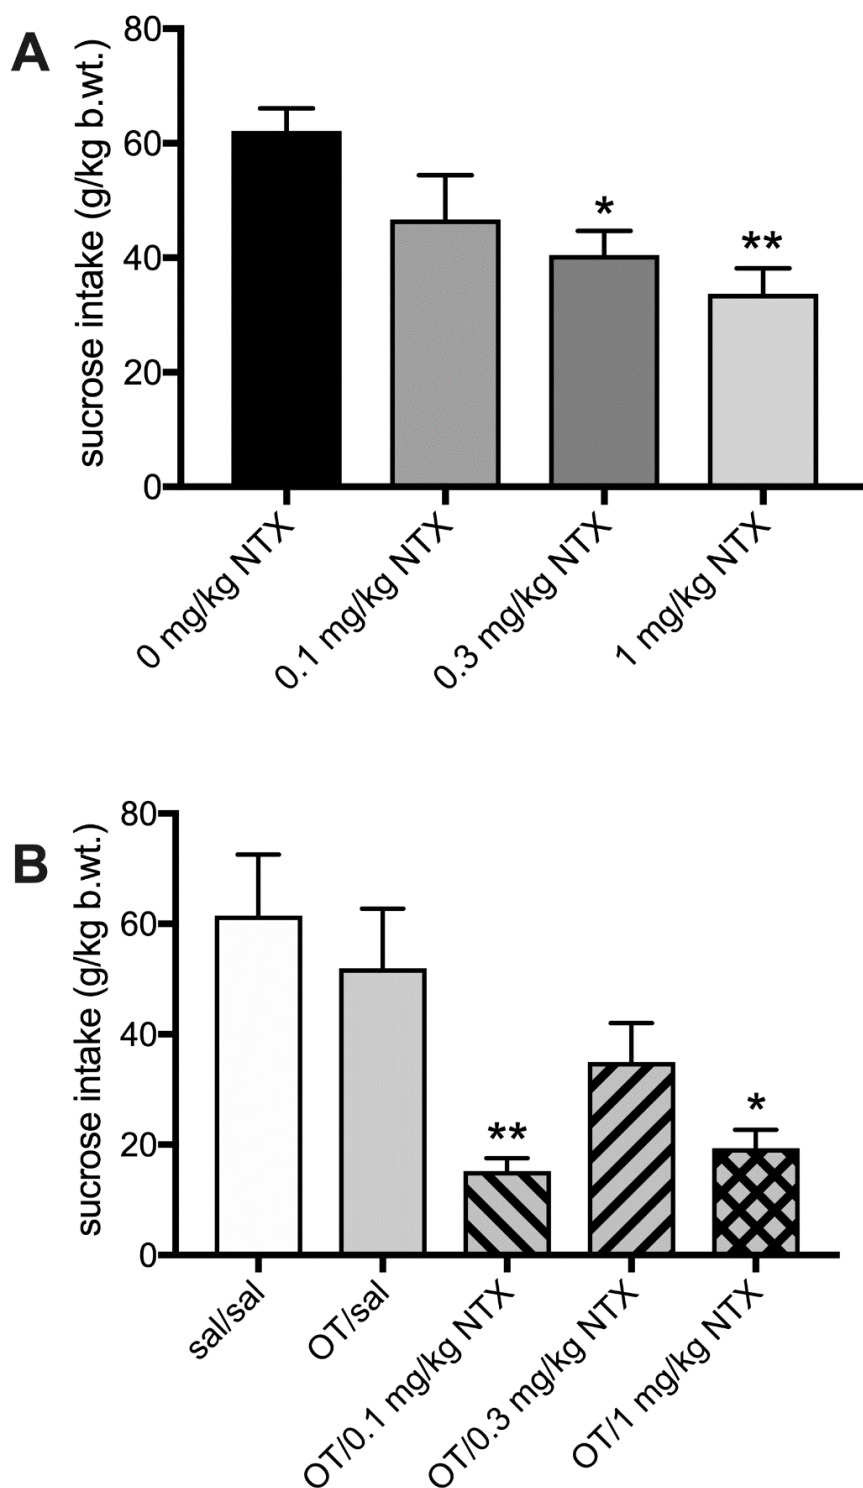 A
sucrose intake (g/kg b.wt.)
80
60
40
20
0
*
**
0 mg/kg NTX
0.1 mg/kg NTX
0.3 mg/kg NTX
1 mg/kg NTX
B
sucrose intake (g/kg b.wt.)
80
60
40
20
0
**
*
sal/sal
OT/sal
OT/0.1 mg/kg NTX
OT/0.3 mg/kg NTX
OT/1 mg/kg NTX